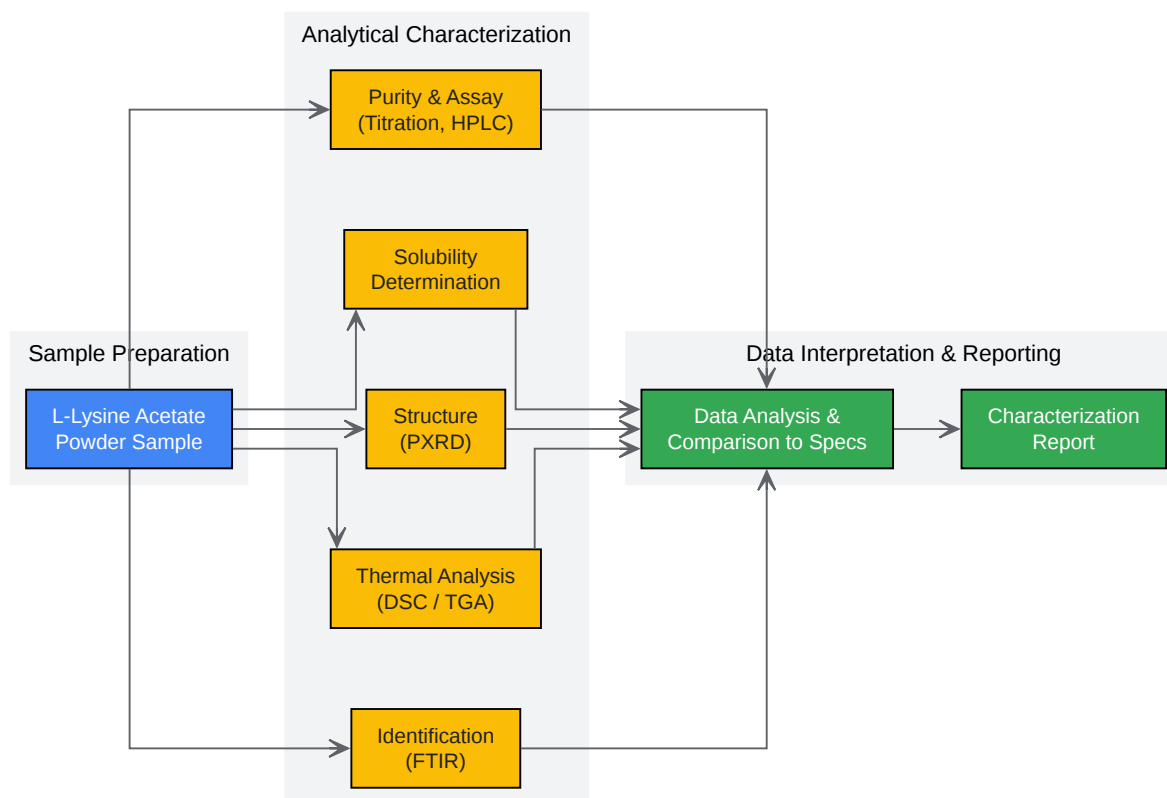 Analytical Characterization
Purity & Assay
(Titration, HPLC)
Solubility
Determination
Sample Preparation
L-Lysine Acetate
Powder Sample
Structure
(PXRD)
Thermal Analysis
(DSC / TGA)
Identification
(FTIR)
Data Interpretation & Reporting
Data Analysis &
Comparison to Specs
Characterization
Report